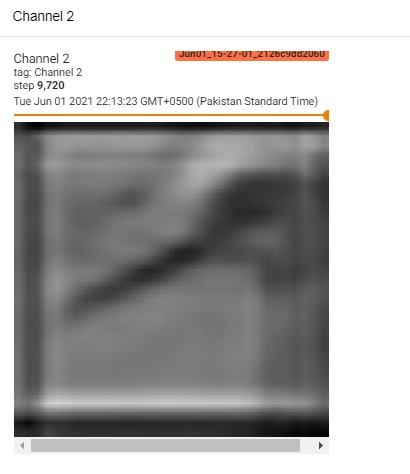 Channel 2
Channel 2
Jun01_15-27-01_2126c9dd2060
tag: Channel 2
step 9,720
Tue Jun 01 2021 22:13:23 GMT+0500 (Pakistan Standard Time)